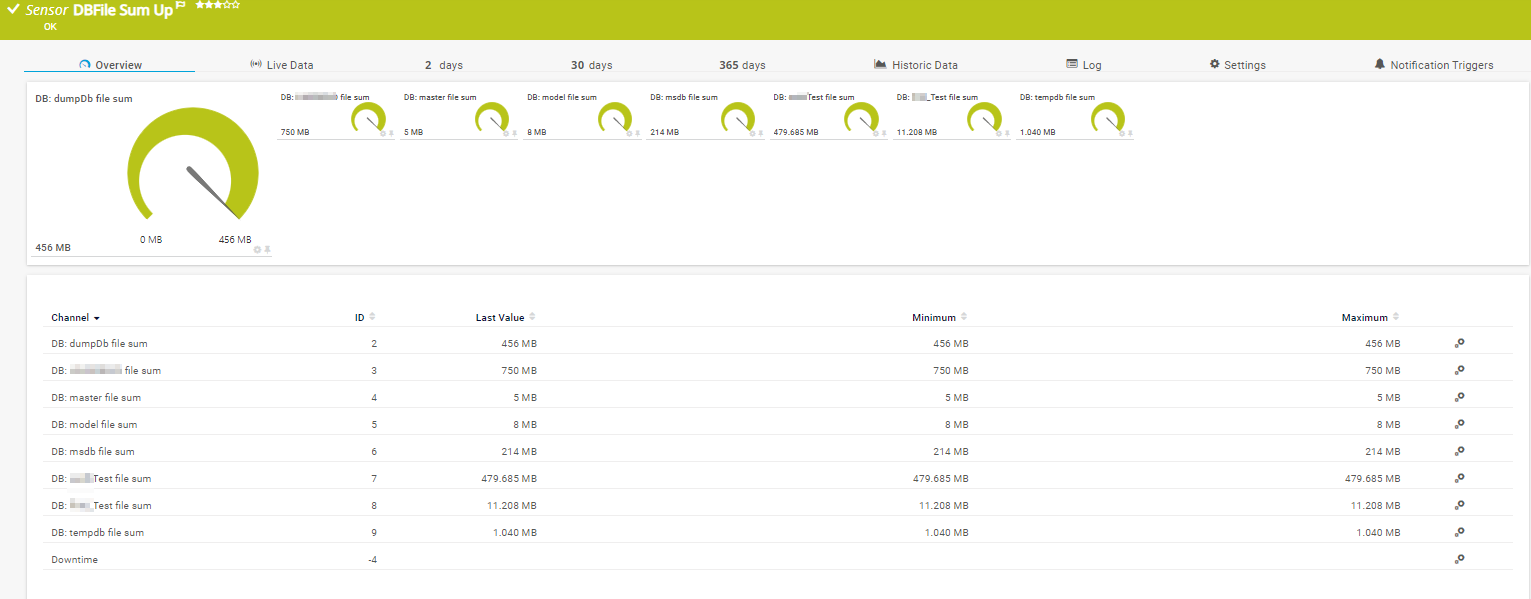 Sensor DBFile Sum Up
OK
Overview Live Data 2 days 30 days 365 days Historic Data Log Settings Notification Triggers
DB: dumpDb file sum
0 MB 456 MB
456 MB
DB: file sum
750 MB
DB: master file sum
5 MB
DB: model file sum
8 MB
DB: msdb file sum
214 MB
DB: Test file sum
479.685 MB
DB: _Test file sum
11.208 MB
DB: tempdb file sum
1.040 MB
Channel ID Last Value Minimum Maximum
DB: dumpDb file sum 2 456 MB 456 MB 456 MB
DB: file sum 3 750 MB 750 MB 750 MB
DB: master file sum 4 5 MB 5 MB 5 MB
DB: model file sum 5 8 MB 8 MB 8 MB
DB: msdb file sum 6 214 MB 214 MB 214 MB
DB: Test file sum 7 479.685 MB 479.685 MB 479.685 MB
DB: _Test file sum 8 11.208 MB 11.208 MB 11.208 MB
DB: tempdb file sum 9 1.040 MB 1.040 MB 1.040 MB
Downtime -4